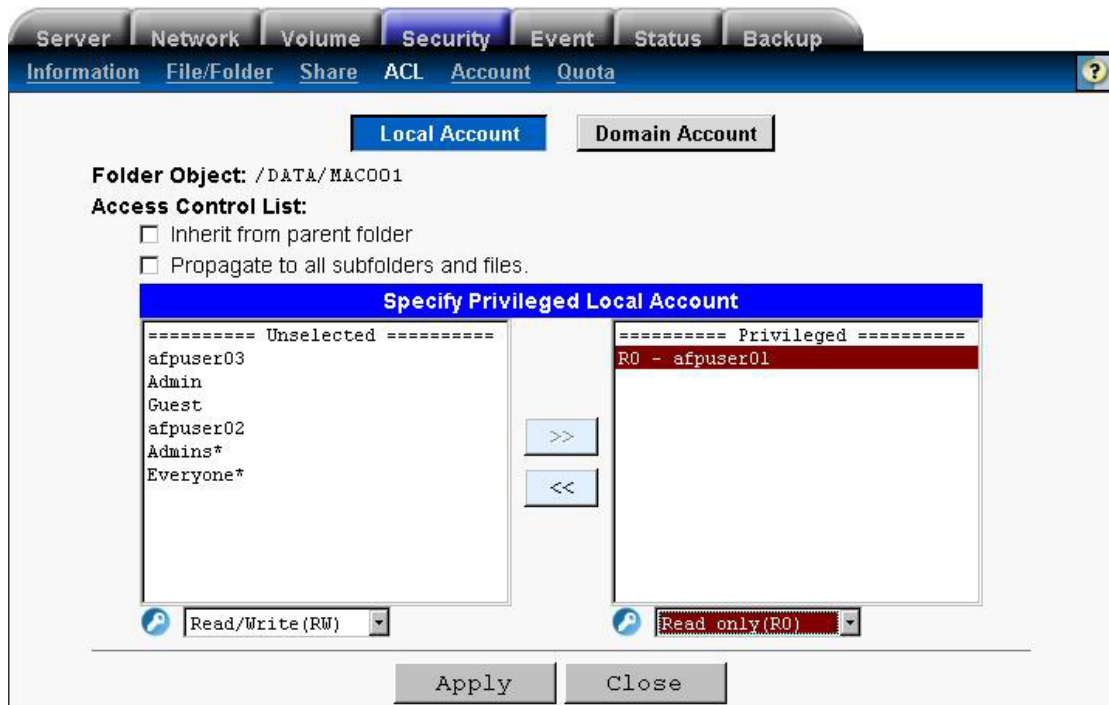 Server Network Volume Security Event Status Backup
Information File/Folder Share ACL Account Quota ?
Local Account Domain Account
Folder Object: /DATA/MAC001
Access Control List:
Inherit from parent folder
Propagate to all subfolders and files.
Specify Privileged Local Account
========== Unselected ==========
afpuser03
Admin
Guest
afpuser02
Admins*
Everyone*
>>
<<
========== Privileged ==========
RO - afpuser01
Read/Write(RW)
Read only(RO)
Apply Close